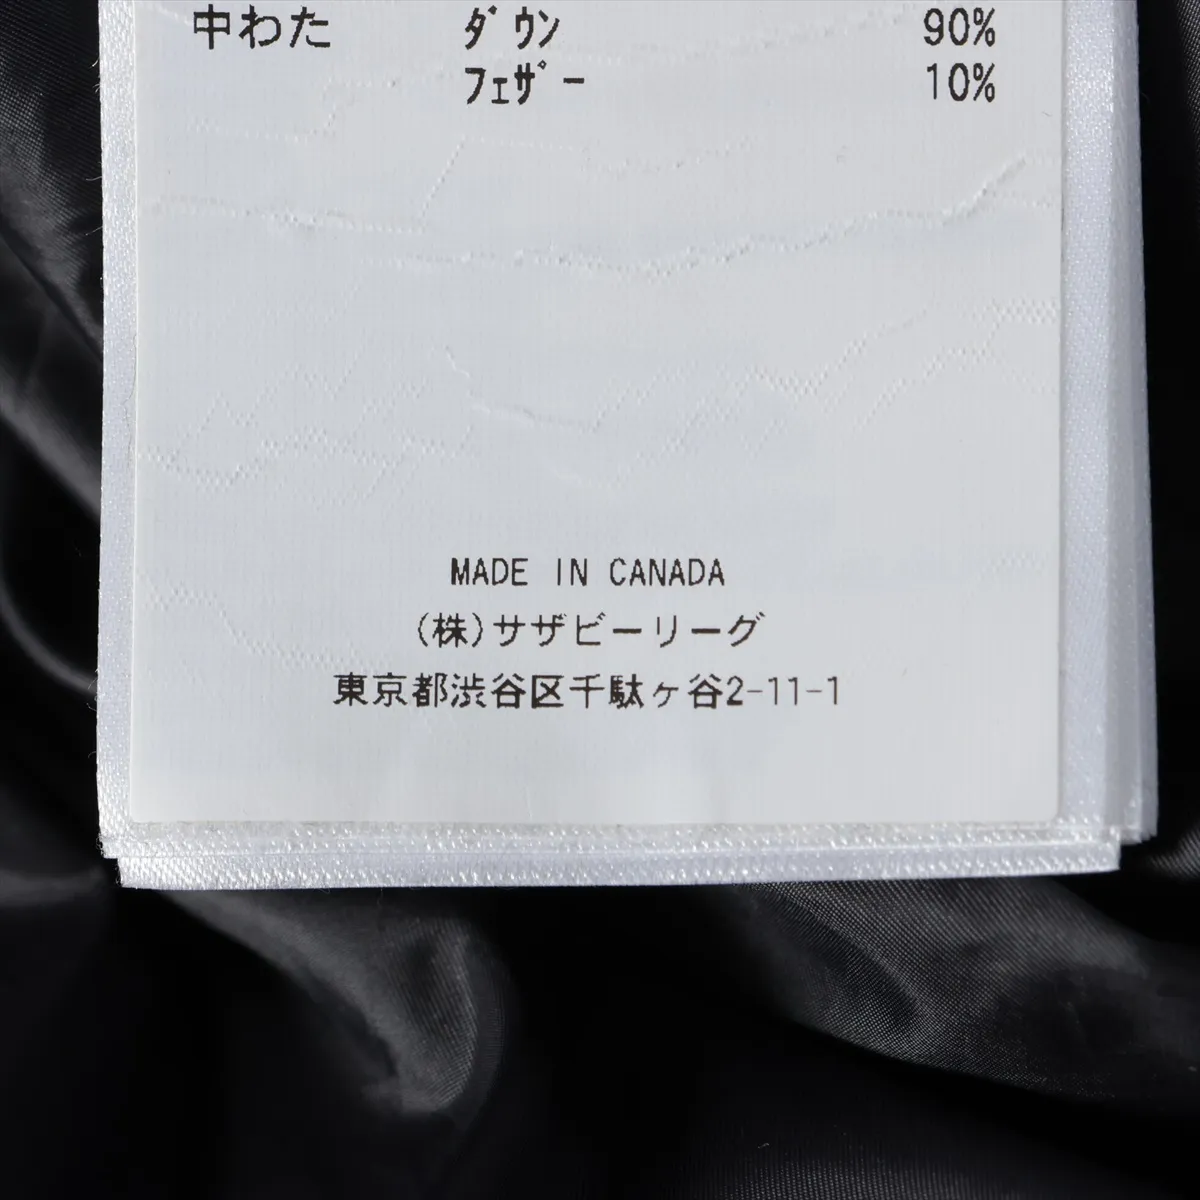 中わた ﾀﾞｳﾝ 90%
ﾌｪｻﾞｰ 10%
MADE IN CANADA
(株)サザビーリーグ
東京都渋谷区千駄ヶ谷2-11-1